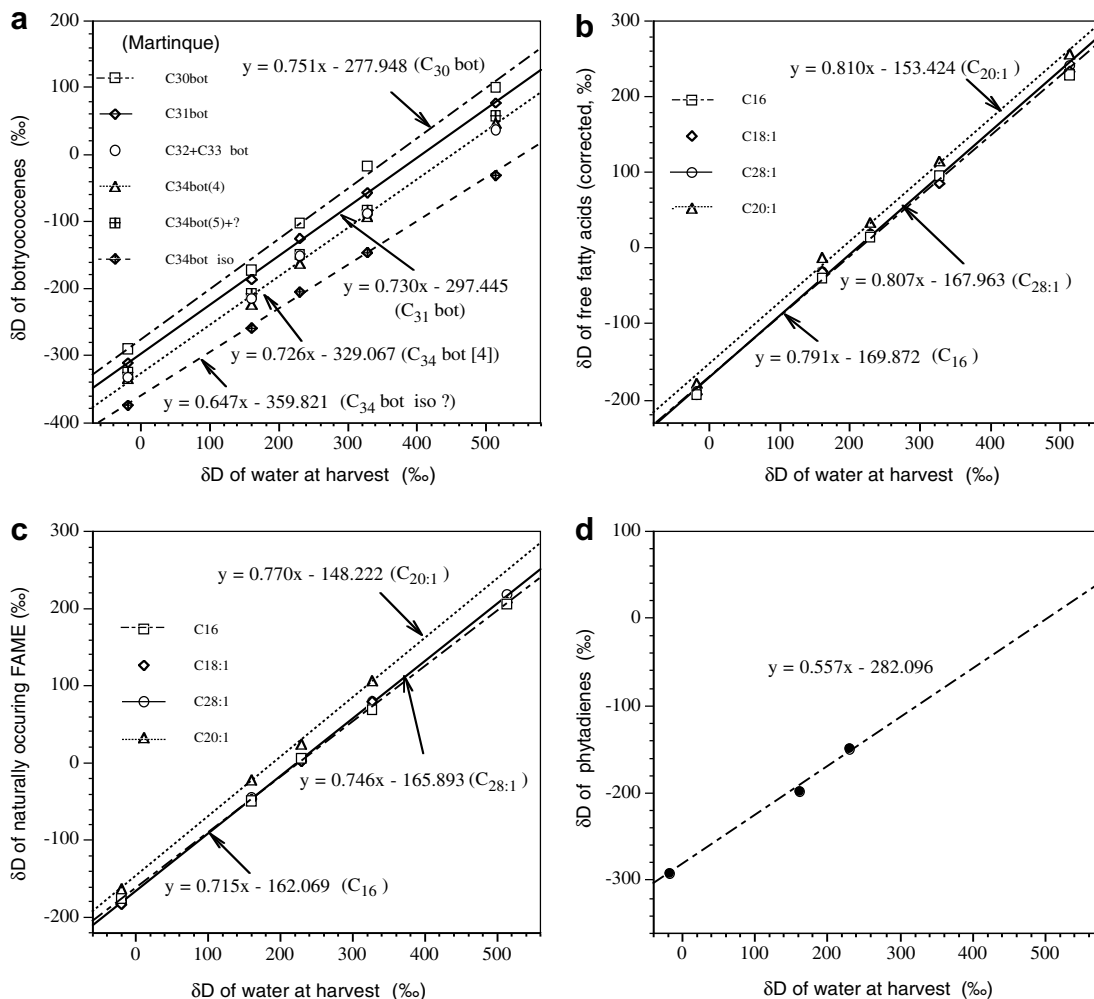 a
200
100
0
-100
-200
-300
-400
δD of botryococcenes (‰)
(Martinque)
C30bot
C31bot
C32+C33 bot
C34bot(4)
C34bot(5)+?
C34bot iso
y = 0.751x - 277.948 (C30 bot)
y = 0.730x - 297.445
(C31 bot)
y = 0.726x - 329.067 (C34 bot [4])
y = 0.647x - 359.821 (C34 bot iso ?)
0 100 200 300 400 500
δD of water at harvest (‰)
b
300
200
100
0
-100
-200
δD of free fatty acids (corrected, ‰)
y = 0.810x - 153.424 (C20:1 )
C16
C18:1
C28:1
C20:1
y = 0.807x - 167.963 (C28:1 )
y = 0.791x - 169.872 (C16 )
0 100 200 300 400 500
δD of water at harvest (‰)
c
300
200
100
0
-100
-200
δD of naturally occuring FAME (‰)
y = 0.770x - 148.222 (C20:1 )
C16
C18:1
C28:1
C20:1
y = 0.746x - 165.893 (C28:1 )
y = 0.715x - 162.069 (C16 )
0 100 200 300 400 500
δD of water at harvest (‰)
d
100
0
-100
-200
-300
δD of phytadienes (‰)
y = 0.557x - 282.096
0 100 200 300 400 500
δD of water at harvest (‰)